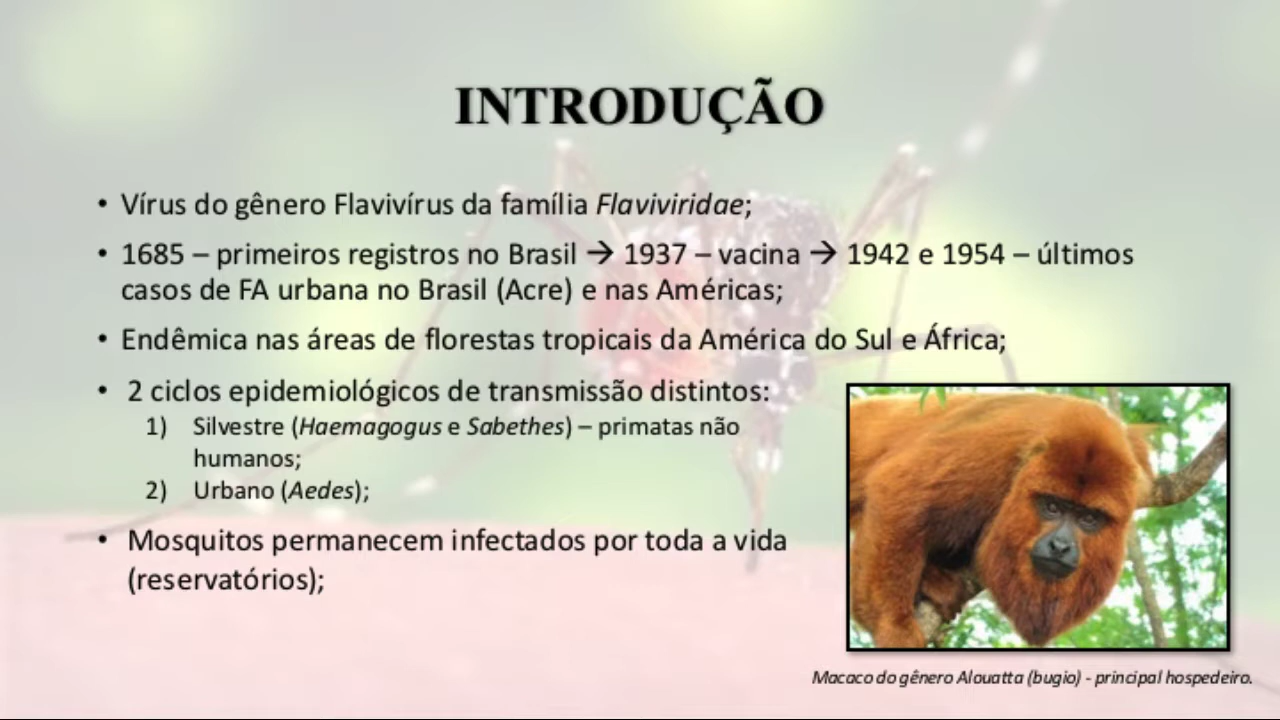 INTRODUÇÃO
• Vírus do gênero Flavivírus da família Flaviviridae;
• 1685 – primeiros registros no Brasil → 1937 – vacina → 1942 e 1954 – últimos
casos de FA urbana no Brasil (Acre) e nas Américas;
• Endêmica nas áreas de florestas tropicais da América do Sul e África;
• 2 ciclos epidemiológicos de transmissão distintos:
1) Silvestre (Haemagogus e Sabethes) – primatas não
humanos;
2) Urbano (Aedes);
• Mosquitos permanecem infectados por toda a vida
(reservatórios);
Macaco do gênero Alouatta (bugio) - principal hospedeiro.